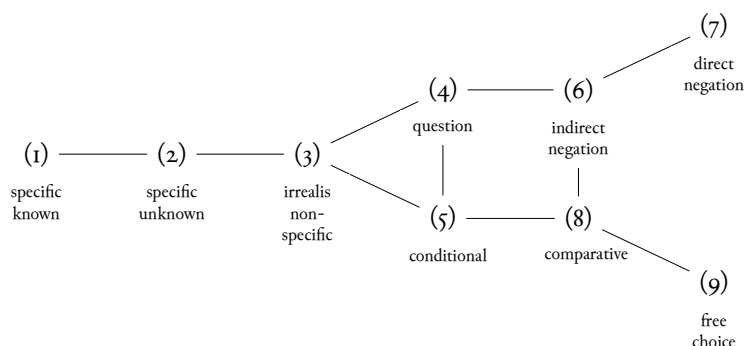 (7)
direct
negation
(4)
question
(6)
indirect
negation
(1)
specific
known
(2)
specific
unknown
(3)
irrealis
non-
specific
(5)
conditional
(8)
comparative
(9)
free
choice